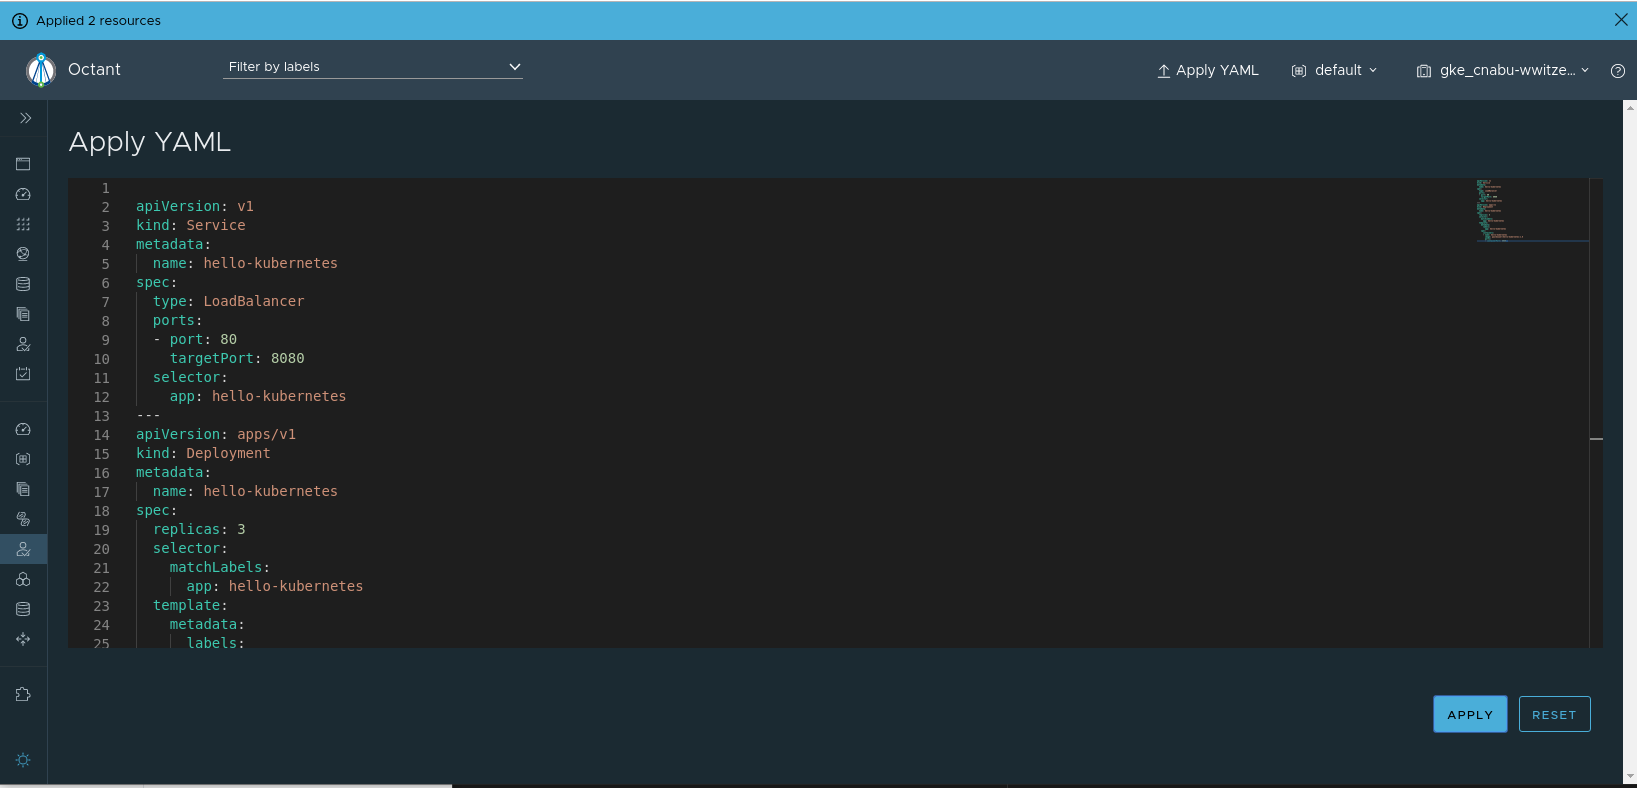 Applied 2 resources
Octant
Filter by labels
Apply YAML
default
gke_cnabu-wwitze...
Apply YAML
1
2 apiVersion: v1
3 kind: Service
4 metadata:
5   name: hello-kubernetes
6 spec:
7   type: LoadBalancer
8   ports:
9   - port: 80
10     targetPort: 8080
11   selector:
12     app: hello-kubernetes
13 ---
14 apiVersion: apps/v1
15 kind: Deployment
16 metadata:
17   name: hello-kubernetes
18 spec:
19   replicas: 3
20   selector:
21     matchLabels:
22       app: hello-kubernetes
23   template:
24     metadata:
25       labels:
APPLY
RESET